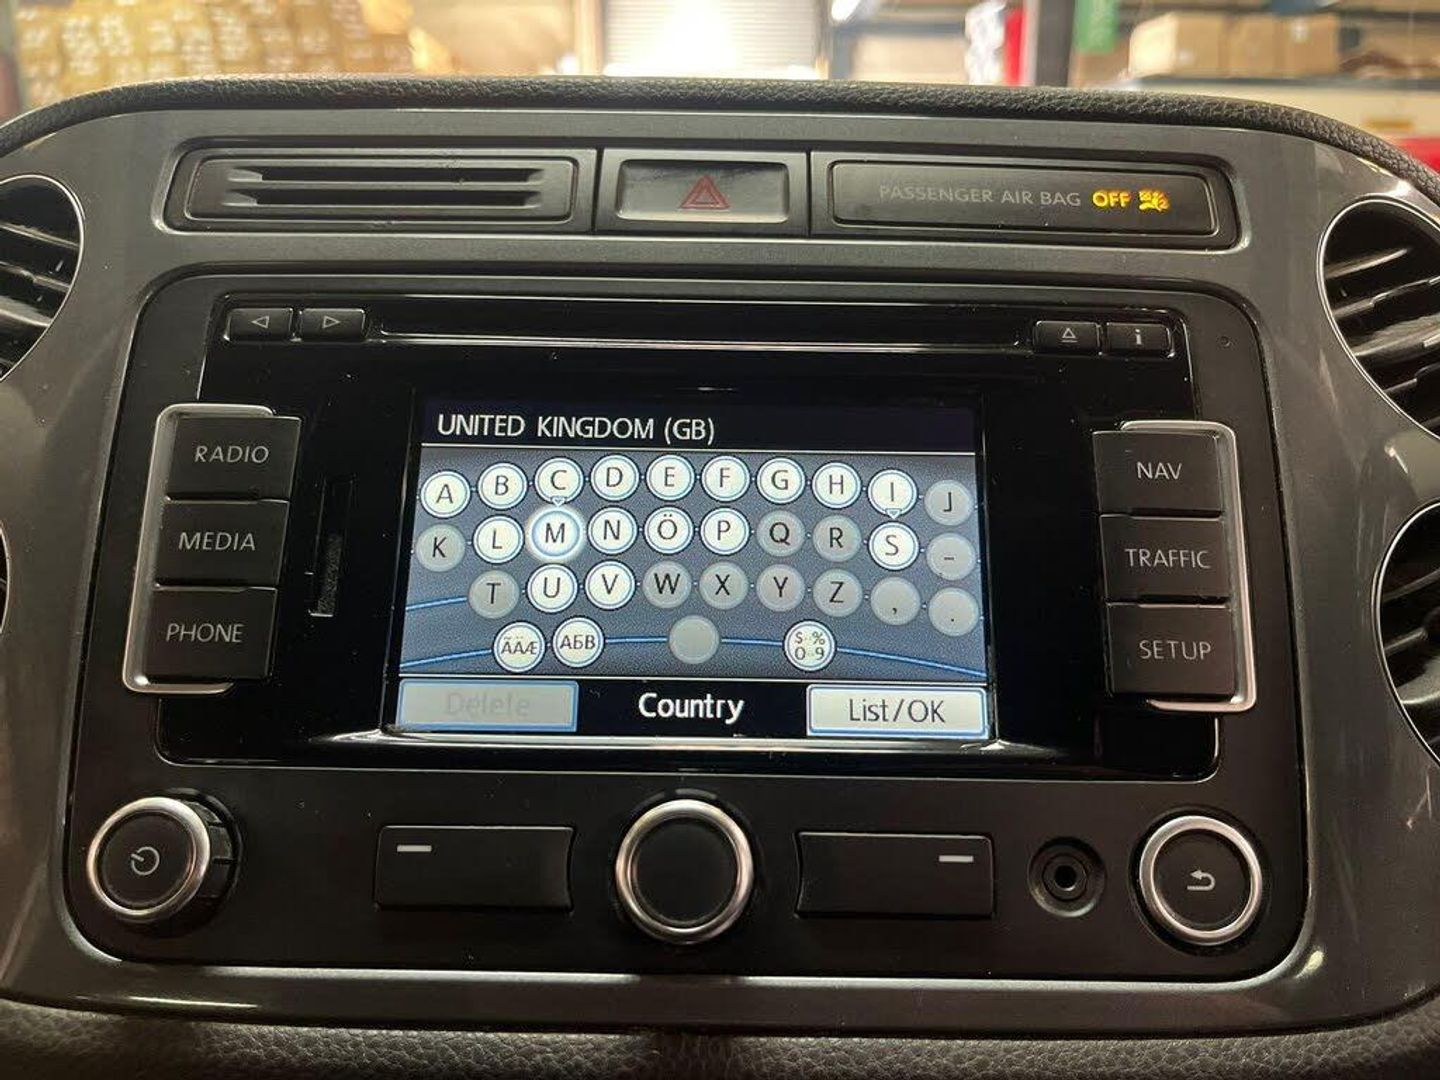 PASSENGER AIR BAG OFF
RADIO
MEDIA
PHONE
UNITED KINGDOM (GB)
A B C D E F G H I J
K L M N Ö P Q R S -
T U V W X Y Z , .
ÃÄÆ АБВ $-% 0-9
Delete Country List/OK
NAV
TRAFFIC
SETUP
i